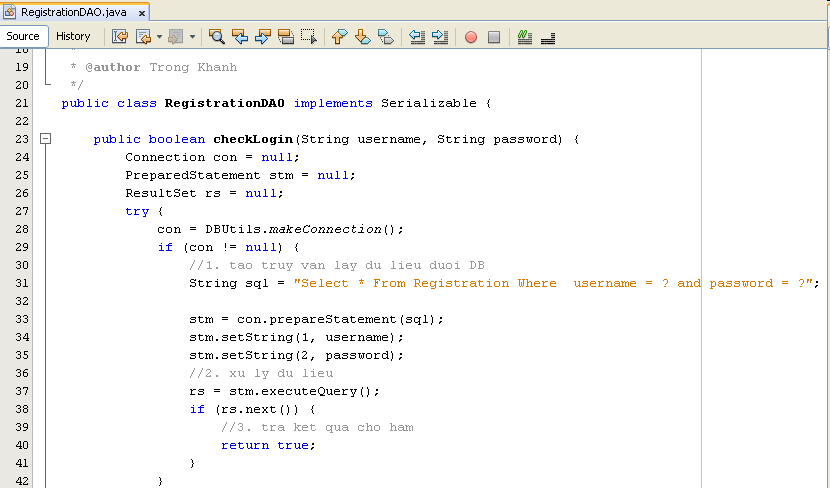 RegistrationDAO.java
Source History
18 *
19 * @author Trong Khanh
20 */
21 public class RegistrationDAO implements Serializable {
22
23 public boolean checkLogin(String username, String password) {
24 Connection con = null;
25 PreparedStatement stm = null;
26 ResultSet rs = null;
27 try {
28 con = DBUtils.makeConnection();
29 if (con != null) {
30 //1. tao truy van lay du lieu duoi DB
31 String sql = "Select * From Registration Where  username = ? and password = ?";
32
33 stm = con.prepareStatement(sql);
34 stm.setString(1, username);
35 stm.setString(2, password);
36 //2. xu ly du lieu
37 rs = stm.executeQuery();
38 if (rs.next()) {
39 //3. tra ket qua cho ham
40 return true;
41 }
42 }